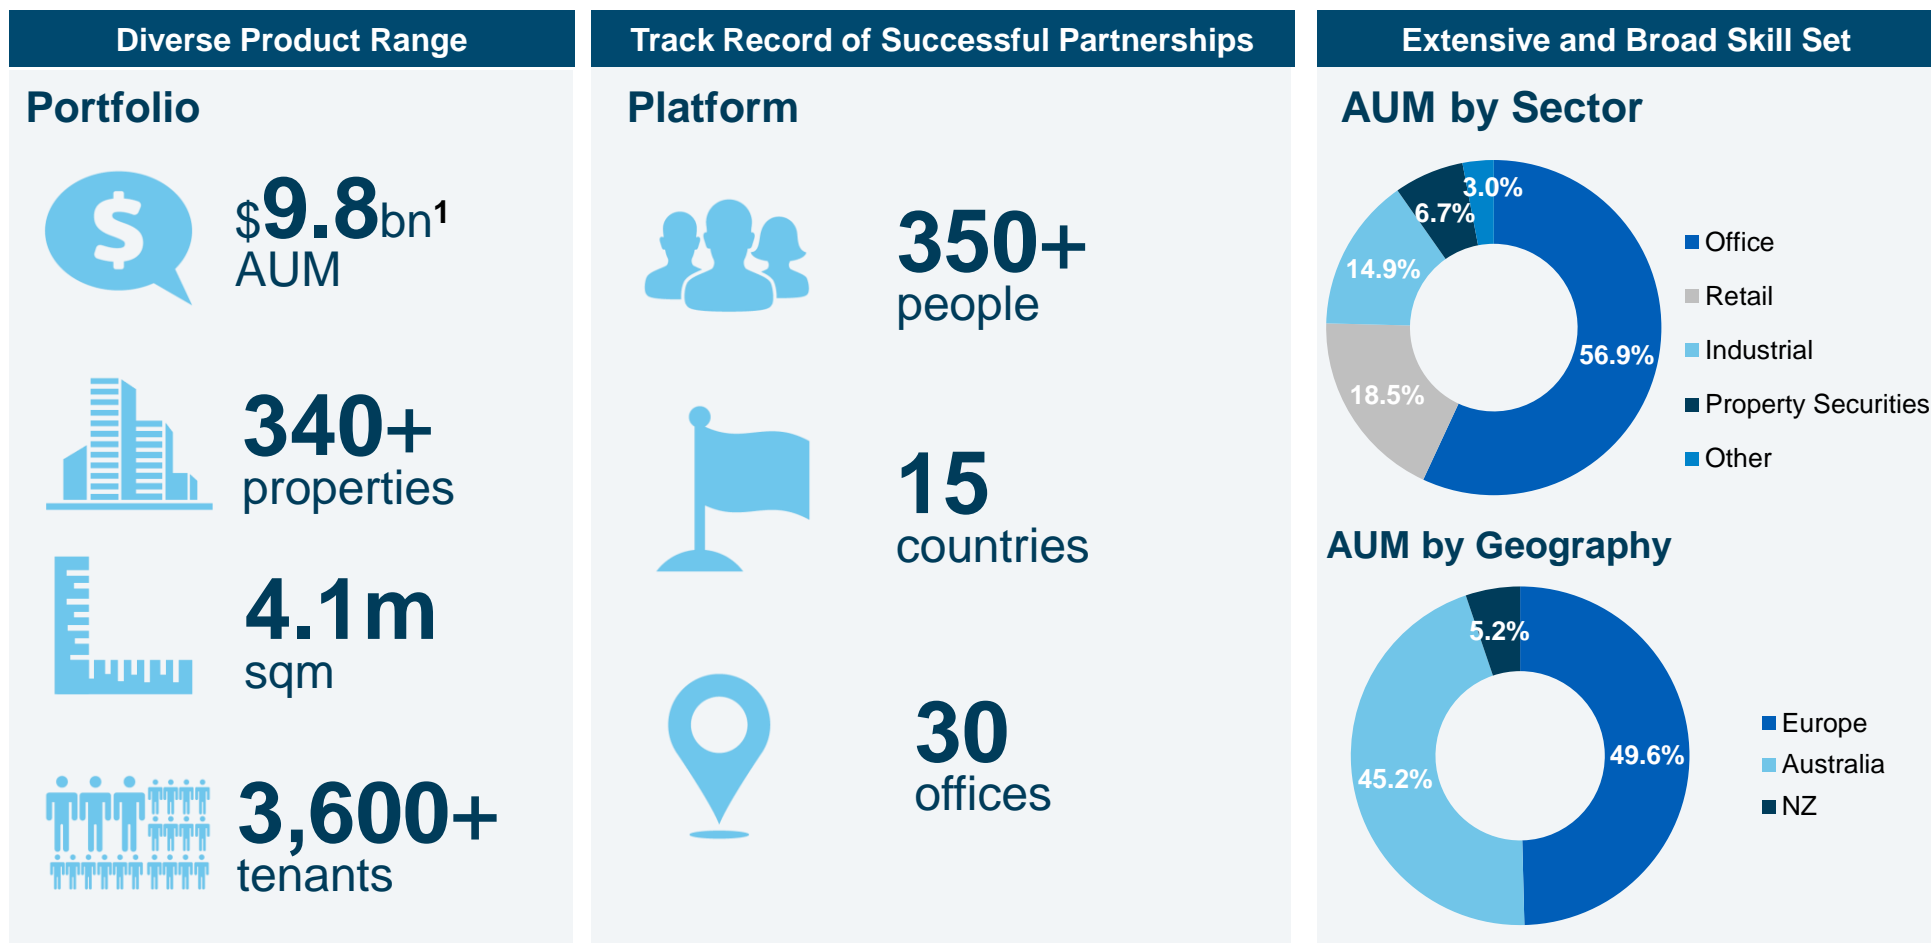 Diverse Product Range
Portfolio
$9.8bn1
AUM
340+
properties
4.1m
sqm
3,600+
tenants
Track Record of Successful Partnerships
Platform
350+
people
15
countries
30
offices
Extensive and Broad Skill Set
AUM by Sector
3.0%
6.7%
14.9%
56.9%
18.5%
Office
Retail
Industrial
Property Securities
Other
AUM by Geography
5.2%
49.6%
45.2%
Europe
Australia
NZ